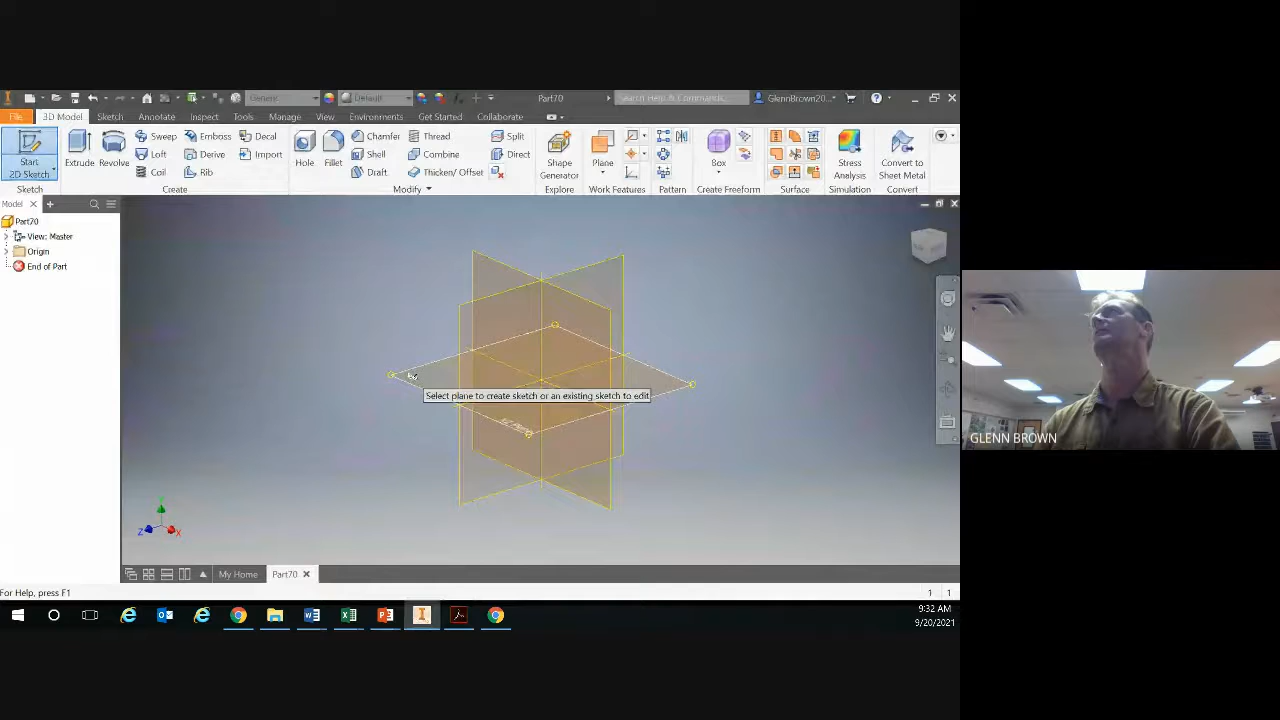 Generic
Default
Part70
Search Help & Commands...
GlennBrown20...
File
3D Model
Sketch
Annotate
Inspect
Tools
Manage
View
Environments
Get Started
Collaborate
Start
2D Sketch
Extrude
Revolve
Sweep
Loft
Coil
Emboss
Derive
Rib
Decal
Import
Hole
Fillet
Chamfer
Shell
Draft
Thread
Combine
Thicken/ Offset
Split
Direct
Shape
Generator
Plane
Box
Stress
Analysis
Convert to
Sheet Metal
Sketch
Create
Modify
Explore
Work Features
Pattern
Create Freeform
Surface
Simulation
Convert
Model
Part70
View: Master
Origin
End of Part
Select plane to create sketch or an existing sketch to edit
Y
Z
X
My Home
Part70
For Help, press F1
1
1
9:32 AM
9/20/2021
GLENN BROWN